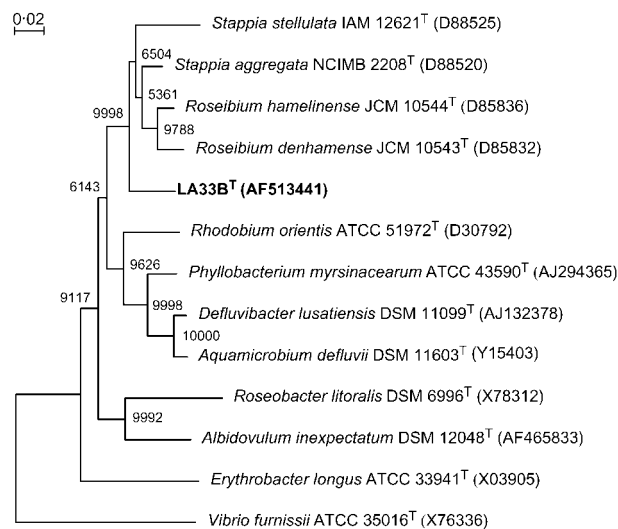 0·02
Stappia stellulata IAM 12621T (D88525)
6504
Stappia aggregata NCIMB 2208T (D88520)
5361
Roseibium hamelinense JCM 10544T (D85836)
9998
9788
Roseibium denhamense JCM 10543T (D85832)
6143
LA33BT (AF513441)
Rhodobium orientis ATCC 51972T (D30792)
9626
Phyllobacterium myrsinacearum ATCC 43590T (AJ294365)
9117
9998
Defluvibacter lusatiensis DSM 11099T (AJ132378)
10000
Aquamicrobium defluvii DSM 11603T (Y15403)
Roseobacter litoralis DSM 6996T (X78312)
9992
Albidovulum inexpectatum DSM 12048T (AF465833)
Erythrobacter longus ATCC 33941T (X03905)
Vibrio furnissii ATCC 35016T (X76336)